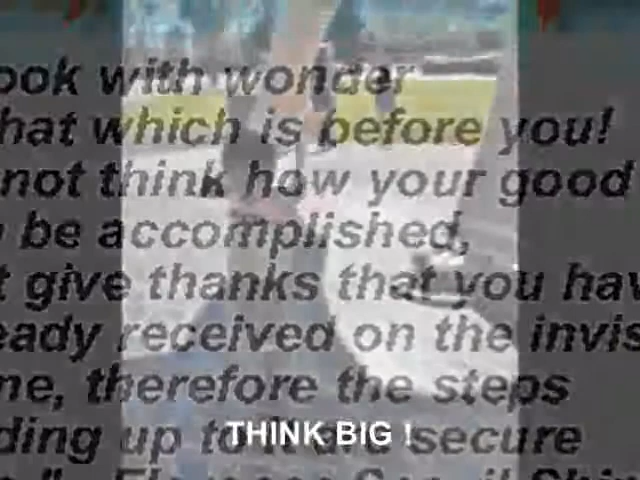 ook with wonder
hat which is before you!
not think how your good
be accomplished,
t give thanks that you hav
eady received on the invis
ne, therefore the steps
ding up to it are secure
THINK BIG !